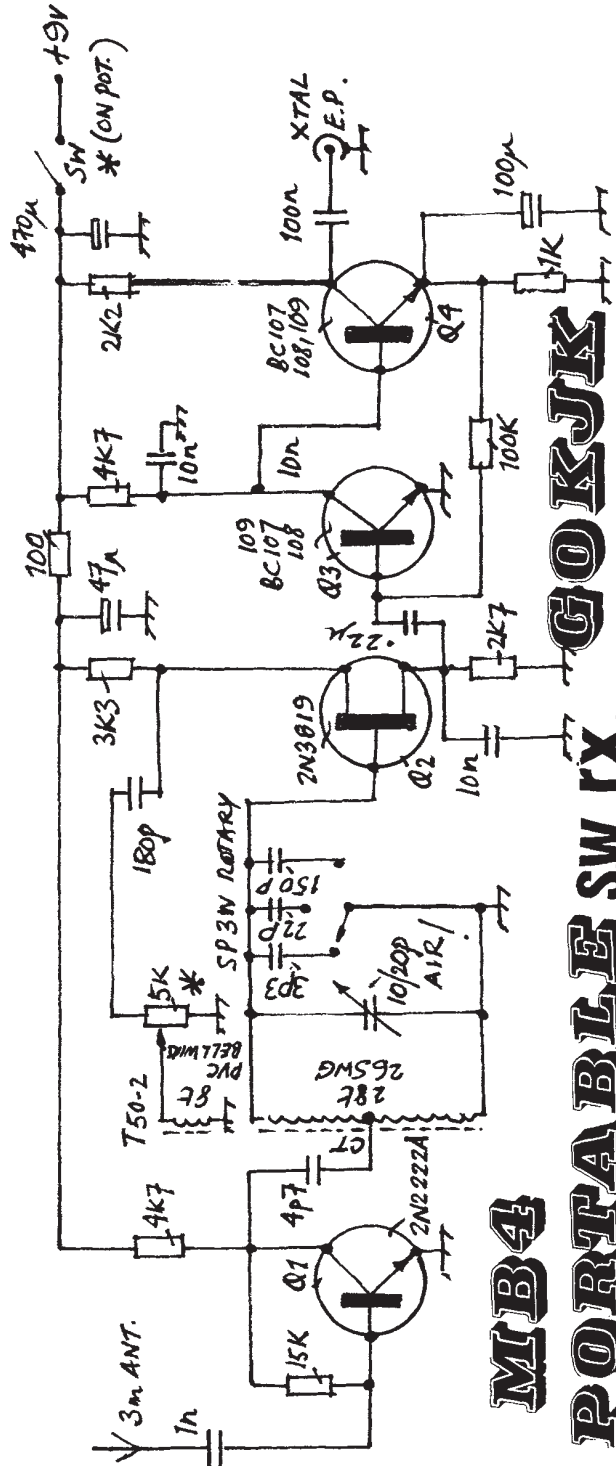 3m ANT.
1n
15K
Q1
2N2222A
4K7
4p7
CT
T50-2
8t
PVC
BELL WIRE
5K
*
28t
26SWG
180p
SP3W ROTARY
3p3
22p
150p
10/20p
AIR!
3K3
47µ
100
2N3819
Q2
10n
2K7
.22µ
109
BC107
108
Q3
4K7
10n
10n
100K
2K2
470µ
BC107
108,109
Q4
1K
100µ
100n
XTAL
E.P.
SW
* (ON POT.)
+9V
MB4
PORTABLE SW rx G0KJK